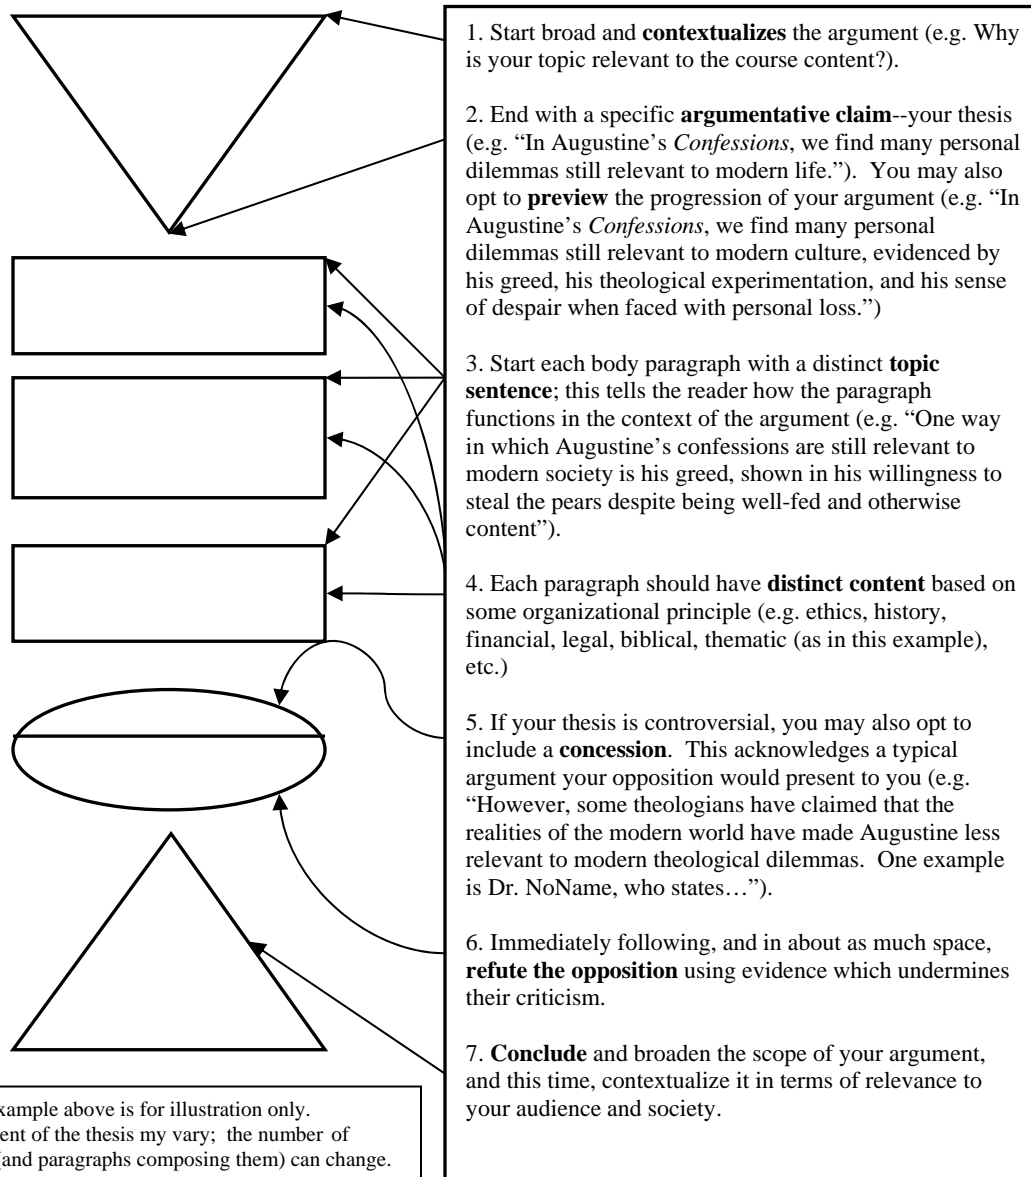 1. Start broad and contextualizes the argument (e.g. Why
is your topic relevant to the course content?).
2. End with a specific argumentative claim--your thesis
(e.g. “In Augustine’s Confessions, we find many personal
dilemmas still relevant to modern life.”). You may also
opt to preview the progression of your argument (e.g. “In
Augustine’s Confessions, we find many personal
dilemmas still relevant to modern culture, evidenced by
his greed, his theological experimentation, and his sense
of despair when faced with personal loss.”)
3. Start each body paragraph with a distinct topic
sentence; this tells the reader how the paragraph
functions in the context of the argument (e.g. “One way
in which Augustine’s confessions are still relevant to
modern society is his greed, shown in his willingness to
steal the pears despite being well-fed and otherwise
content”).
4. Each paragraph should have distinct content based on
some organizational principle (e.g. ethics, history,
financial, legal, biblical, thematic (as in this example),
etc.)
5. If your thesis is controversial, you may also opt to
include a concession. This acknowledges a typical
argument your opposition would present to you (e.g.
“However, some theologians have claimed that the
realities of the modern world have made Augustine less
relevant to modern theological dilemmas. One example
is Dr. NoName, who states…”).
6. Immediately following, and in about as much space,
refute the opposition using evidence which undermines
their criticism.
7. Conclude and broaden the scope of your argument,
and this time, contextualize it in terms of relevance to
your audience and society.
above is for illustration only.
of the thesis my vary; the number of
(and paragraphs composing them) can change.